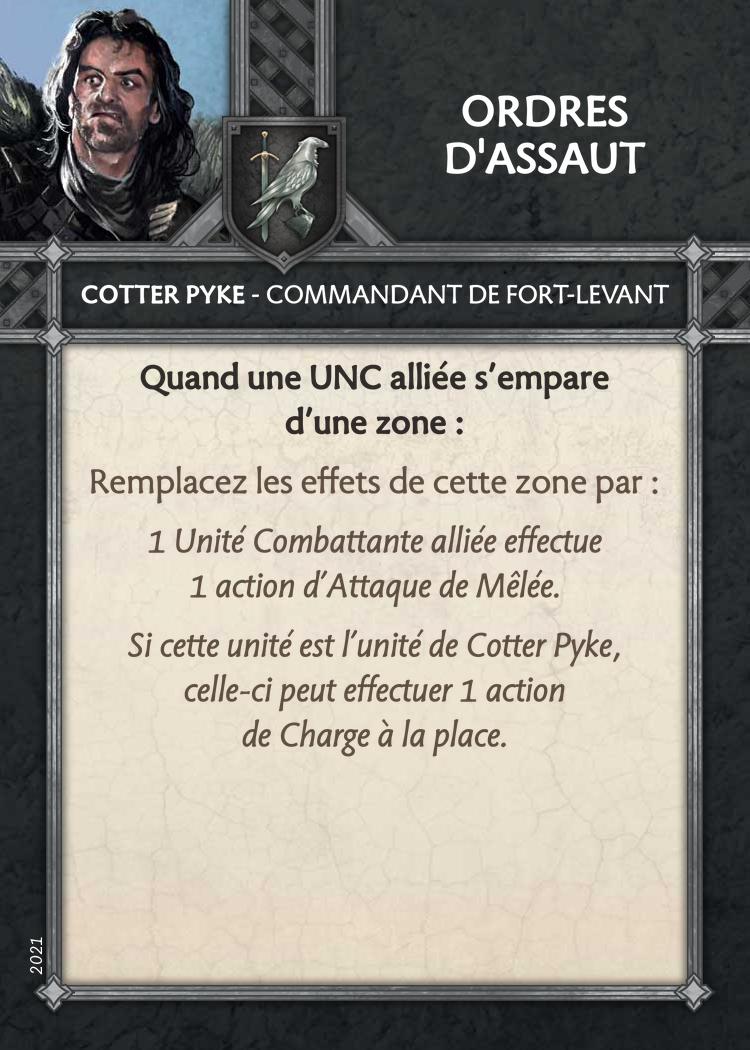 ORDRES
D'ASSAUT
COTTER PYKE - COMMANDANT DE FORT-LEVANT
Quand une UNC alliée s’empare
d’une zone :
Remplacez les effets de cette zone par :
1 Unité Combattante alliée effectue
1 action d’Attaque de Mêlée.
Si cette unité est l’unité de Cotter Pyke,
celle-ci peut effectuer 1 action
de Charge à la place.
2021